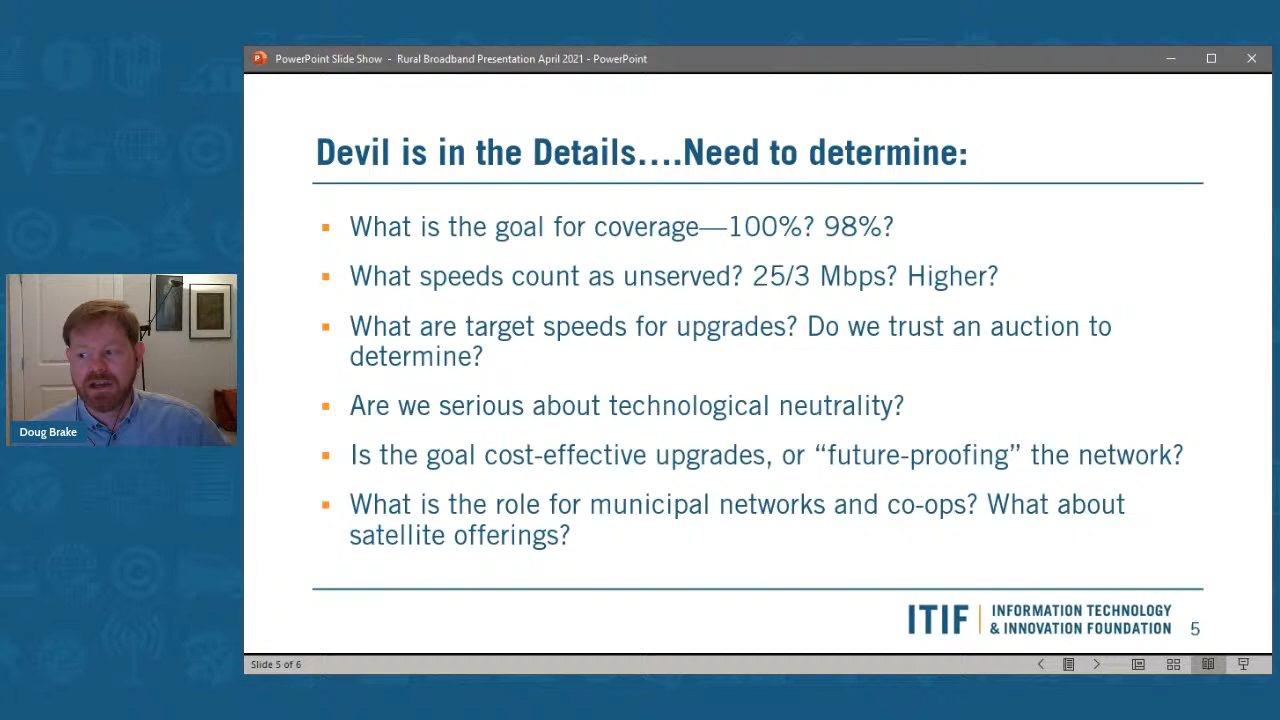 PowerPoint Slide Show - Rural Broadband Presentation April 2021 - PowerPoint
Devil is in the Details....Need to determine:
What is the goal for coverage—100%? 98%?
What speeds count as unserved? 25/3 Mbps? Higher?
What are target speeds for upgrades? Do we trust an auction to
determine?
Are we serious about technological neutrality?
Is the goal cost-effective upgrades, or “future-proofing” the network?
What is the role for municipal networks and co-ops? What about
satellite offerings?
Doug Brake
ITIF
INFORMATION TECHNOLOGY
& INNOVATION FOUNDATION
5
Slide 5 of 6